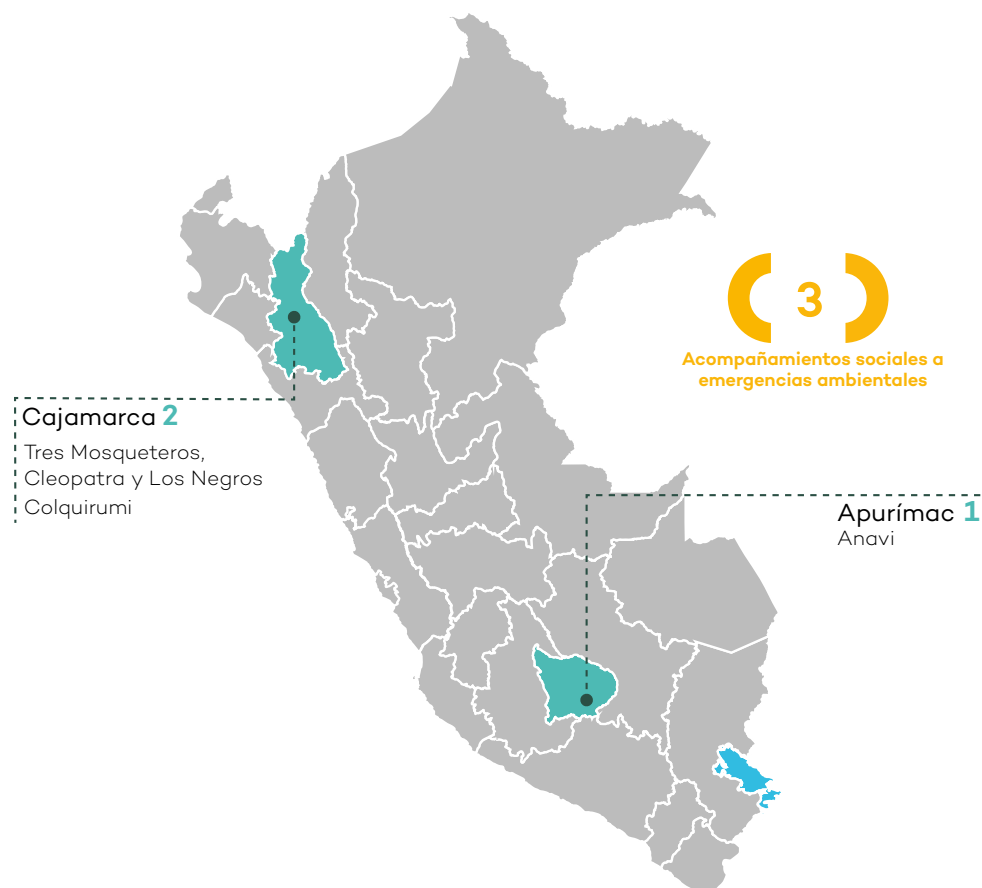 3
Acompañamientos sociales a
emergencias ambientales
Cajamarca 2
Tres Mosqueteros,
Cleopatra y Los Negros
Colquirumi
Apurímac 1
Anavi